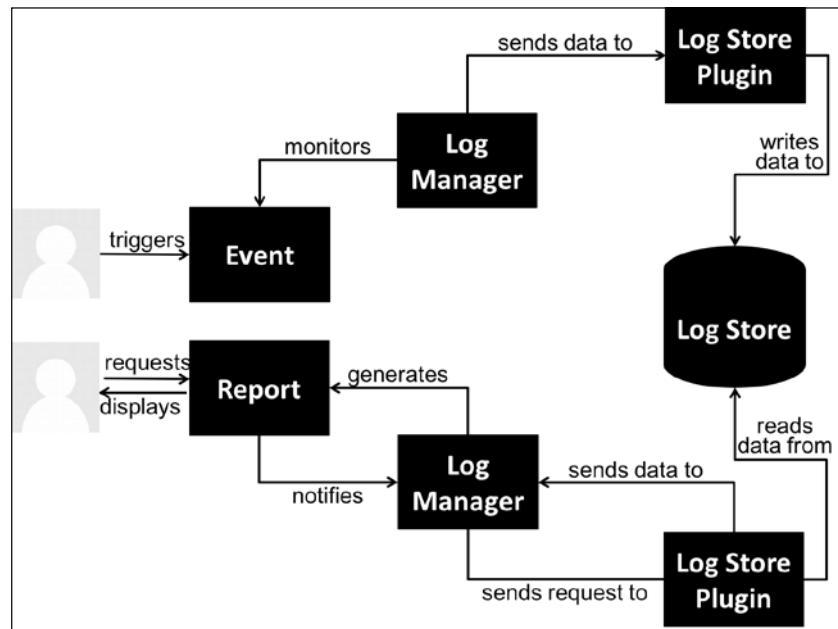 sends data to
Log Store
Plugin
monitors
Log
Manager
writes
data to
triggers
Event
Log Store
requests
displays
Report
generates
reads
data from
notifies
Log
Manager
sends data to
sends request to
Log Store
Plugin